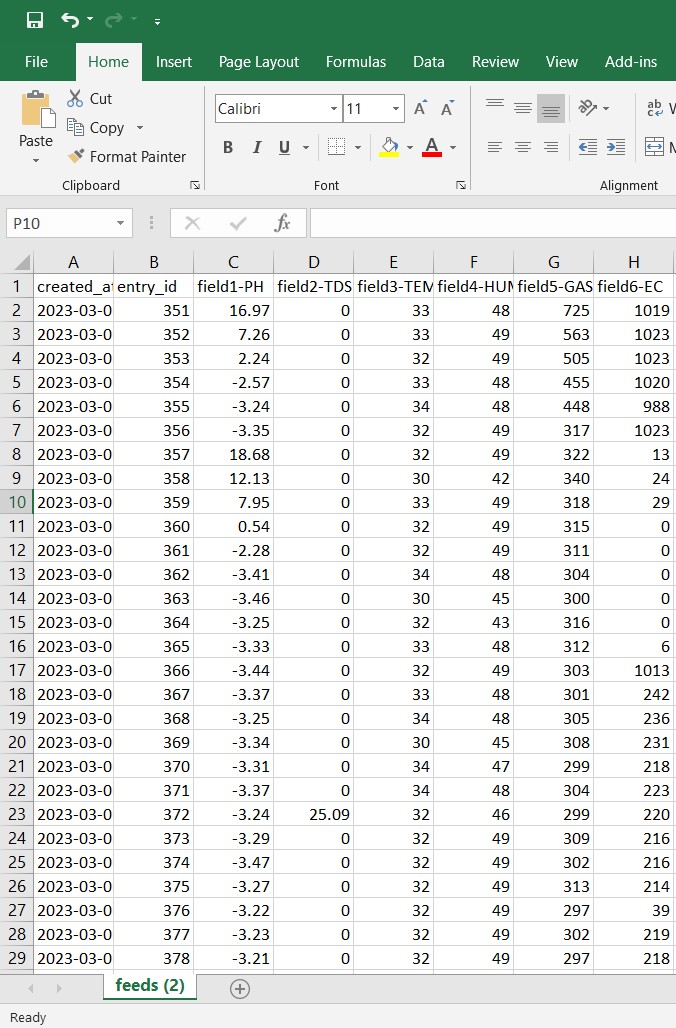 File Home Insert Page Layout Formulas Data Review View Add-ins
Cut
Calibri 11 A A ab
Paste Copy
Format Painter B I U A
Clipboard Font Alignment
P10 fx
A B C D E F G H
1 created_at entry_id field1-PH field2-TDS field3-TEM field4-HUM field5-GAS field6-EC
2 2023-03-0 351 16.97 0 33 48 725 1019
3 2023-03-0 352 7.26 0 33 49 563 1023
4 2023-03-0 353 2.24 0 32 49 505 1023
5 2023-03-0 354 -2.57 0 33 48 455 1020
6 2023-03-0 355 -3.24 0 34 48 448 988
7 2023-03-0 356 -3.35 0 32 49 317 1023
8 2023-03-0 357 18.68 0 32 49 322 13
9 2023-03-0 358 12.13 0 30 42 340 24
10 2023-03-0 359 7.95 0 33 49 318 29
11 2023-03-0 360 0.54 0 32 49 315 0
12 2023-03-0 361 -2.28 0 32 49 311 0
13 2023-03-0 362 -3.41 0 34 48 304 0
14 2023-03-0 363 -3.46 0 30 45 300 0
15 2023-03-0 364 -3.25 0 32 43 316 0
16 2023-03-0 365 -3.33 0 33 48 312 6
17 2023-03-0 366 -3.44 0 32 49 303 1013
18 2023-03-0 367 -3.37 0 33 48 301 242
19 2023-03-0 368 -3.25 0 34 48 305 236
20 2023-03-0 369 -3.34 0 30 45 308 231
21 2023-03-0 370 -3.31 0 34 47 299 218
22 2023-03-0 371 -3.37 0 34 48 304 223
23 2023-03-0 372 -3.24 25.09 32 46 299 220
24 2023-03-0 373 -3.29 0 32 49 309 216
25 2023-03-0 374 -3.47 0 32 49 302 216
26 2023-03-0 375 -3.27 0 32 49 313 214
27 2023-03-0 376 -3.22 0 32 49 297 39
28 2023-03-0 377 -3.23 0 32 49 302 219
29 2023-03-0 378 -3.21 0 32 49 297 218
feeds (2)
Ready